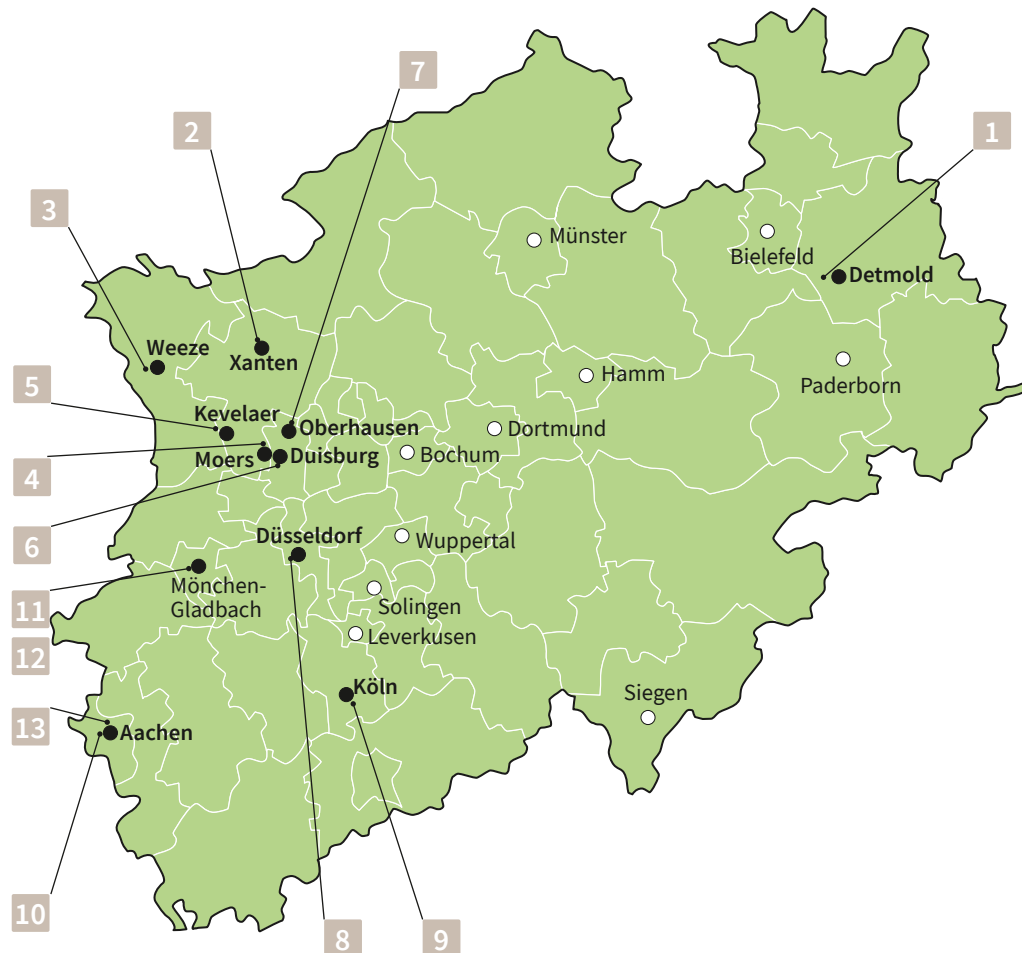 7
2
1
3
Münster
Bielefeld
Detmold
Weeze
Xanten
Paderborn
Hamm
5
Kevelaer
Oberhausen
Dortmund
Moers
Duisburg
Bochum
4
6
Düsseldorf
Wuppertal
Mönchen-
Gladbach
11
Solingen
Leverkusen
12
Köln
Siegen
13
Aachen
10
8
9